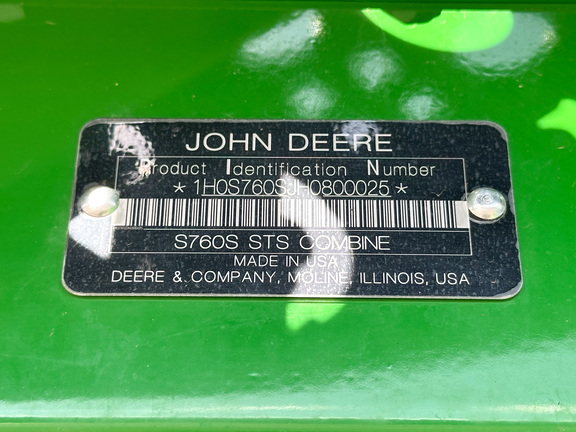 JOHN DEERE
Product Identification Number
* 1H0S760SJH0800025 *
S760S STS COMBINE
MADE IN USA
DEERE & COMPANY, MOLINE, ILLINOIS, USA